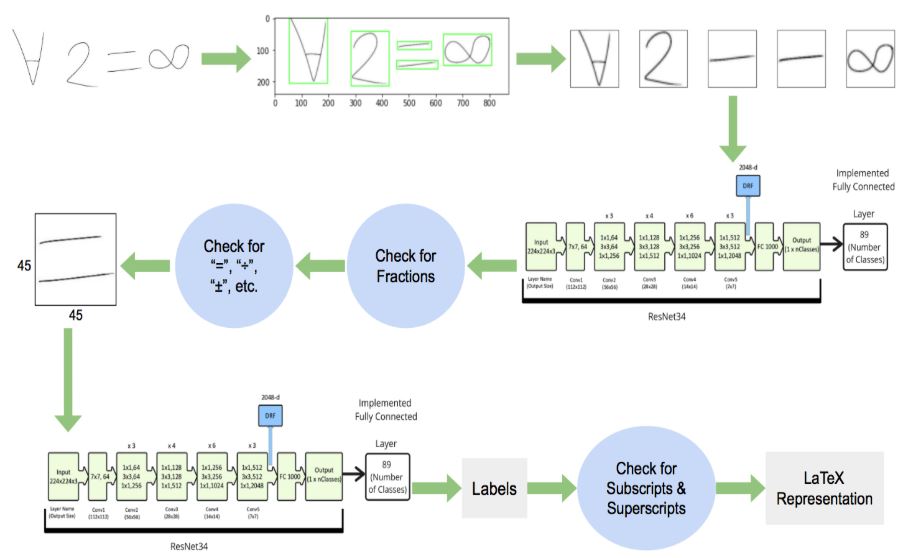 ∀ 2 = ∞
0
100
200
0 100 200 300 400 500 600 700 800
∀ 2 — — ∞
2048-d
DRF
Implemented
Fully Connected
Layer
x 3 x 4 x 6 x 3
Input
224x224x3
7x7, 64
1x1,64
3x3,64
1x1,256
1x1,128
3x3,128
1x1,512
1x1,256
3x3,256
1x1,1024
1x1,512
3x3,512
1x1,2048
FC 1000
Output
(1 x nClasses)
89
(Number
of Classes)
Layer Name
(Output Size)
Conv1
(112x112)
Conv2
(56x56)
Conv3
(28x28)
Conv4
(14x14)
Conv5
(7x7)
ResNet34
Check for
Fractions
Check for
“=”, “÷”,
“±”, etc.
45
45
2048-d
DRF
Implemented
Fully Connected
Layer
x 3 x 4 x 6 x 3
Input
224x224x3
7x7, 64
1x1,64
3x3,64
1x1,256
1x1,128
3x3,128
1x1,512
1x1,256
3x3,256
1x1,1024
1x1,512
3x3,512
1x1,2048
FC 1000
Output
(1 x nClasses)
89
(Number
of Classes)
Layer Name
(Output Size)
Conv1
(112x112)
Conv2
(56x56)
Conv3
(28x28)
Conv4
(14x14)
Conv5
(7x7)
ResNet34
Labels
Check for
Subscripts &
Superscripts
LaTeX
Representation